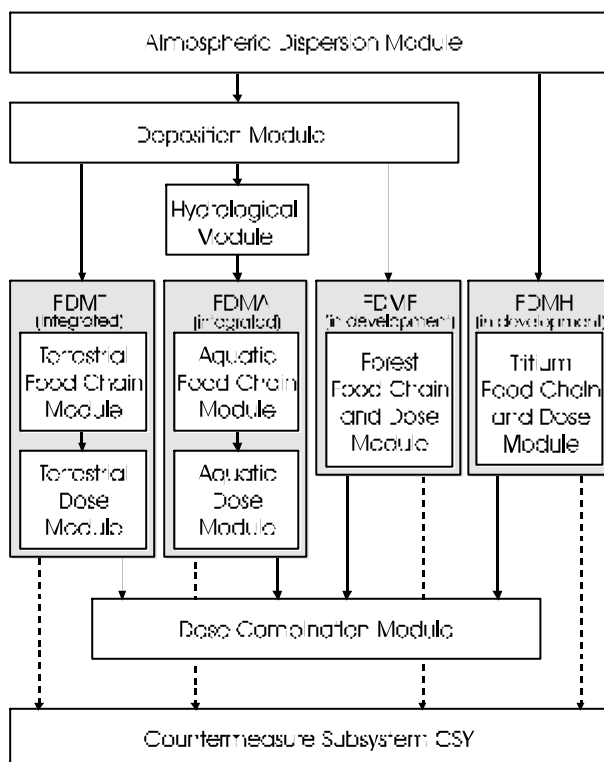 Atmospheric Dispersion Module
Deposition Module
Hydrological
Module
FDMT
(integrated)
Terrestrial
Food Chain
Module
Terrestrial
Dose
Module
FDMA
(integrated)
Aquatic
Food Chain
Module
Aquatic
Dose
Module
FDMF
(in development)
Forest
Food Chain
and Dose
Module
FDMH
(in development)
Tritium
Food Chain
and Dose
Module
Dose Combination Module
Countermeasure Subsystem CSY